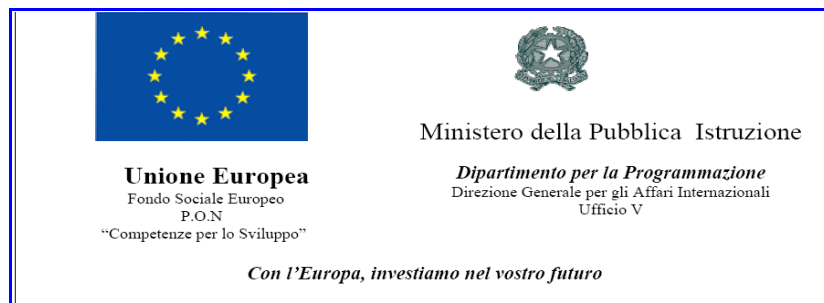 Unione Europea
Fondo Sociale Europeo
P.O.N
“Competenze per lo Sviluppo”
Ministero della Pubblica Istruzione
Dipartimento per la Programmazione
Direzione Generale per gli Affari Internazionali
Ufficio V
Con l’Europa, investiamo nel vostro futuro